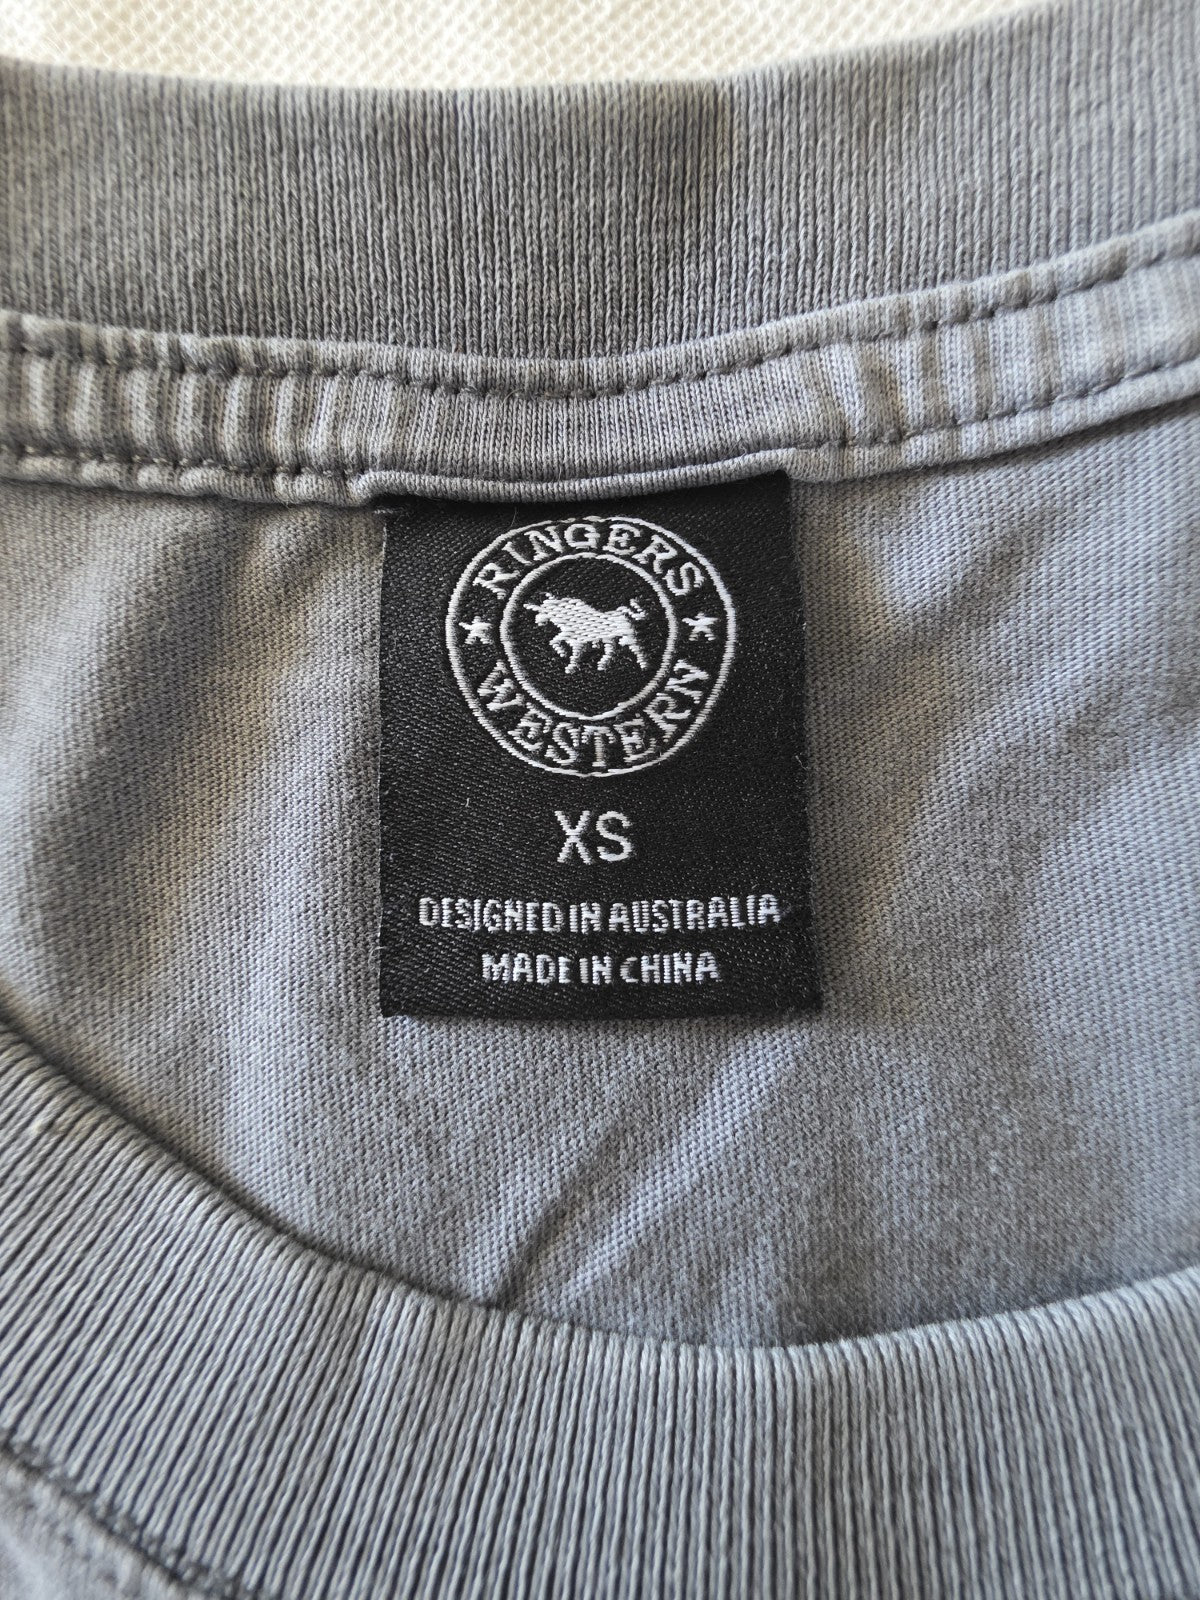 RINGERS
WESTERN
XS
DESIGNED IN AUSTRALIA
MADE IN CHINA